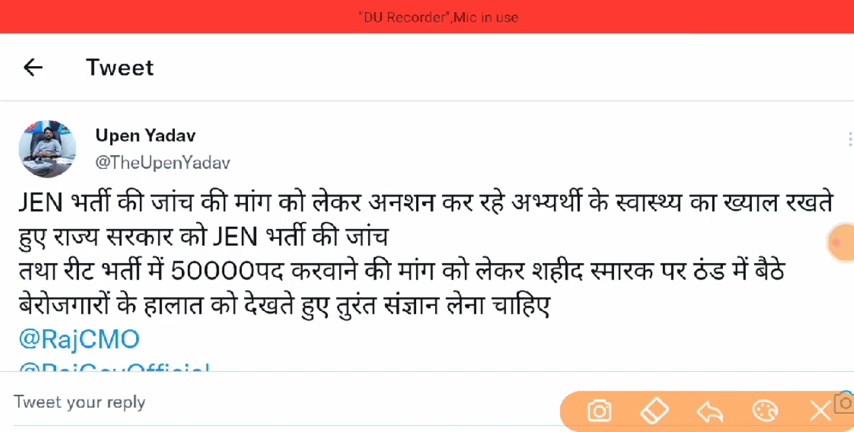 "DU Recorder",Mic in use
Tweet
Upen Yadav
@TheUpenYadav
JEN भर्ती की जांच की मांग को लेकर अनशन कर रहे अभ्यर्थी के स्वास्थ्य का ख्याल रखते
हुए राज्य सरकार को JEN भर्ती की जांच
तथा रीट भर्ती में 50000पद करवाने की मांग को लेकर शहीद स्मारक पर ठंड में बैठे
बेरोजगारों के हालात को देखते हुए तुरंत संज्ञान लेना चाहिए
@RajCMO
@RajGovOfficial
Tweet your reply